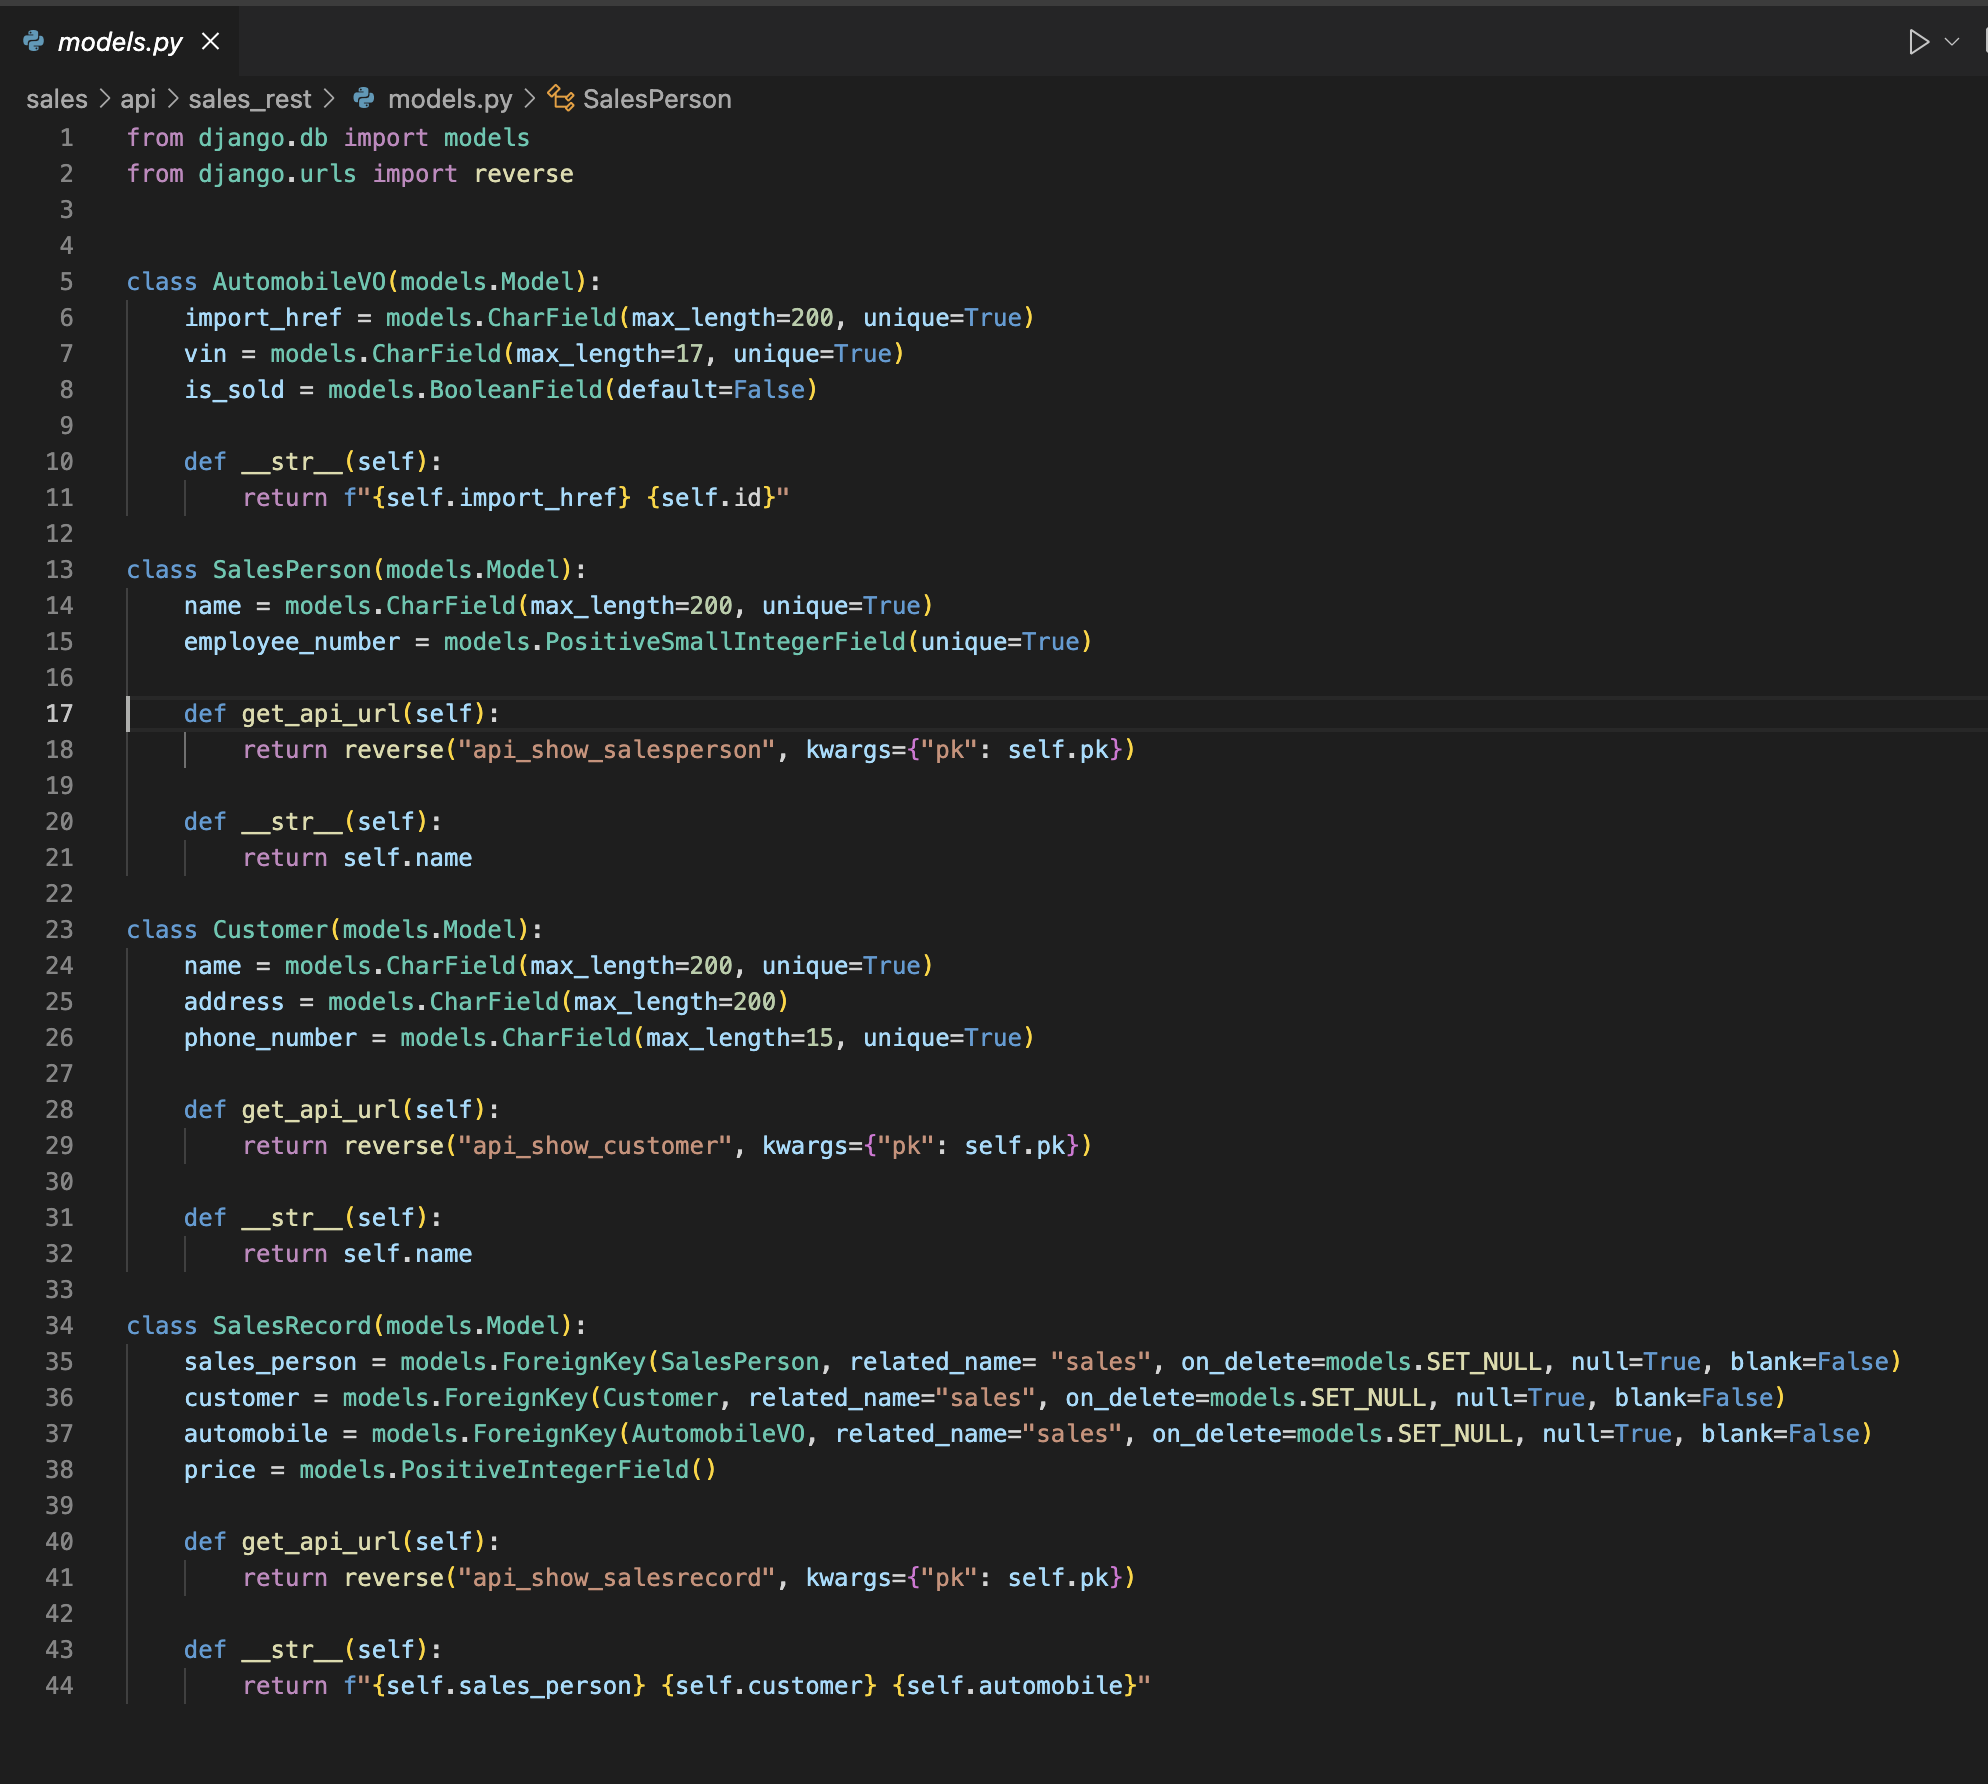 models.py
sales > api > sales_rest > models.py > SalesPerson
1 from django.db import models
2 from django.urls import reverse
3
4
5 class AutomobileVO(models.Model):
6     import_href = models.CharField(max_length=200, unique=True)
7     vin = models.CharField(max_length=17, unique=True)
8     is_sold = models.BooleanField(default=False)
9
10     def __str__(self):
11         return f"{self.import_href} {self.id}"
12
13 class SalesPerson(models.Model):
14     name = models.CharField(max_length=200, unique=True)
15     employee_number = models.PositiveSmallIntegerField(unique=True)
16
17     def get_api_url(self):
18         return reverse("api_show_salesperson", kwargs={"pk": self.pk})
19
20     def __str__(self):
21         return self.name
22
23 class Customer(models.Model):
24     name = models.CharField(max_length=200, unique=True)
25     address = models.CharField(max_length=200)
26     phone_number = models.CharField(max_length=15, unique=True)
27
28     def get_api_url(self):
29         return reverse("api_show_customer", kwargs={"pk": self.pk})
30
31     def __str__(self):
32         return self.name
33
34 class SalesRecord(models.Model):
35     sales_person = models.ForeignKey(SalesPerson, related_name= "sales", on_delete=models.SET_NULL, null=True, blank=False)
36     customer = models.ForeignKey(Customer, related_name="sales", on_delete=models.SET_NULL, null=True, blank=False)
37     automobile = models.ForeignKey(AutomobileVO, related_name="sales", on_delete=models.SET_NULL, null=True, blank=False)
38     price = models.PositiveIntegerField()
39
40     def get_api_url(self):
41         return reverse("api_show_salesrecord", kwargs={"pk": self.pk})
42
43     def __str__(self):
44         return f"{self.sales_person} {self.customer} {self.automobile}"